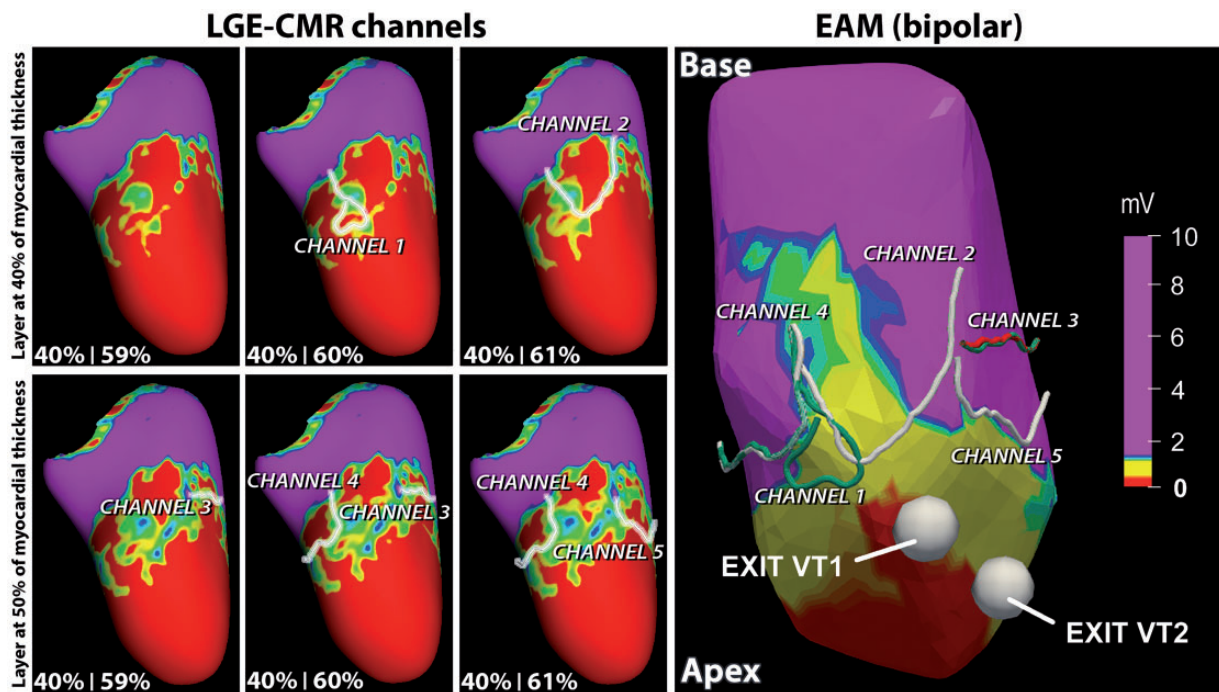 LGE-CMR channels
Layer at 40% of myocardial thickness
40% | 59%
CHANNEL 1
40% | 60%
CHANNEL 2
40% | 61%
Layer at 50% of myocardial thickness
CHANNEL 3
40% | 59%
CHANNEL 4
CHANNEL 3
40% | 60%
CHANNEL 4
CHANNEL 5
40% | 61%
EAM (bipolar)
Base
CHANNEL 2
CHANNEL 4
CHANNEL 3
CHANNEL 5
CHANNEL 1
EXIT VT1
EXIT VT2
Apex
mV
10
8
6
4
2
0